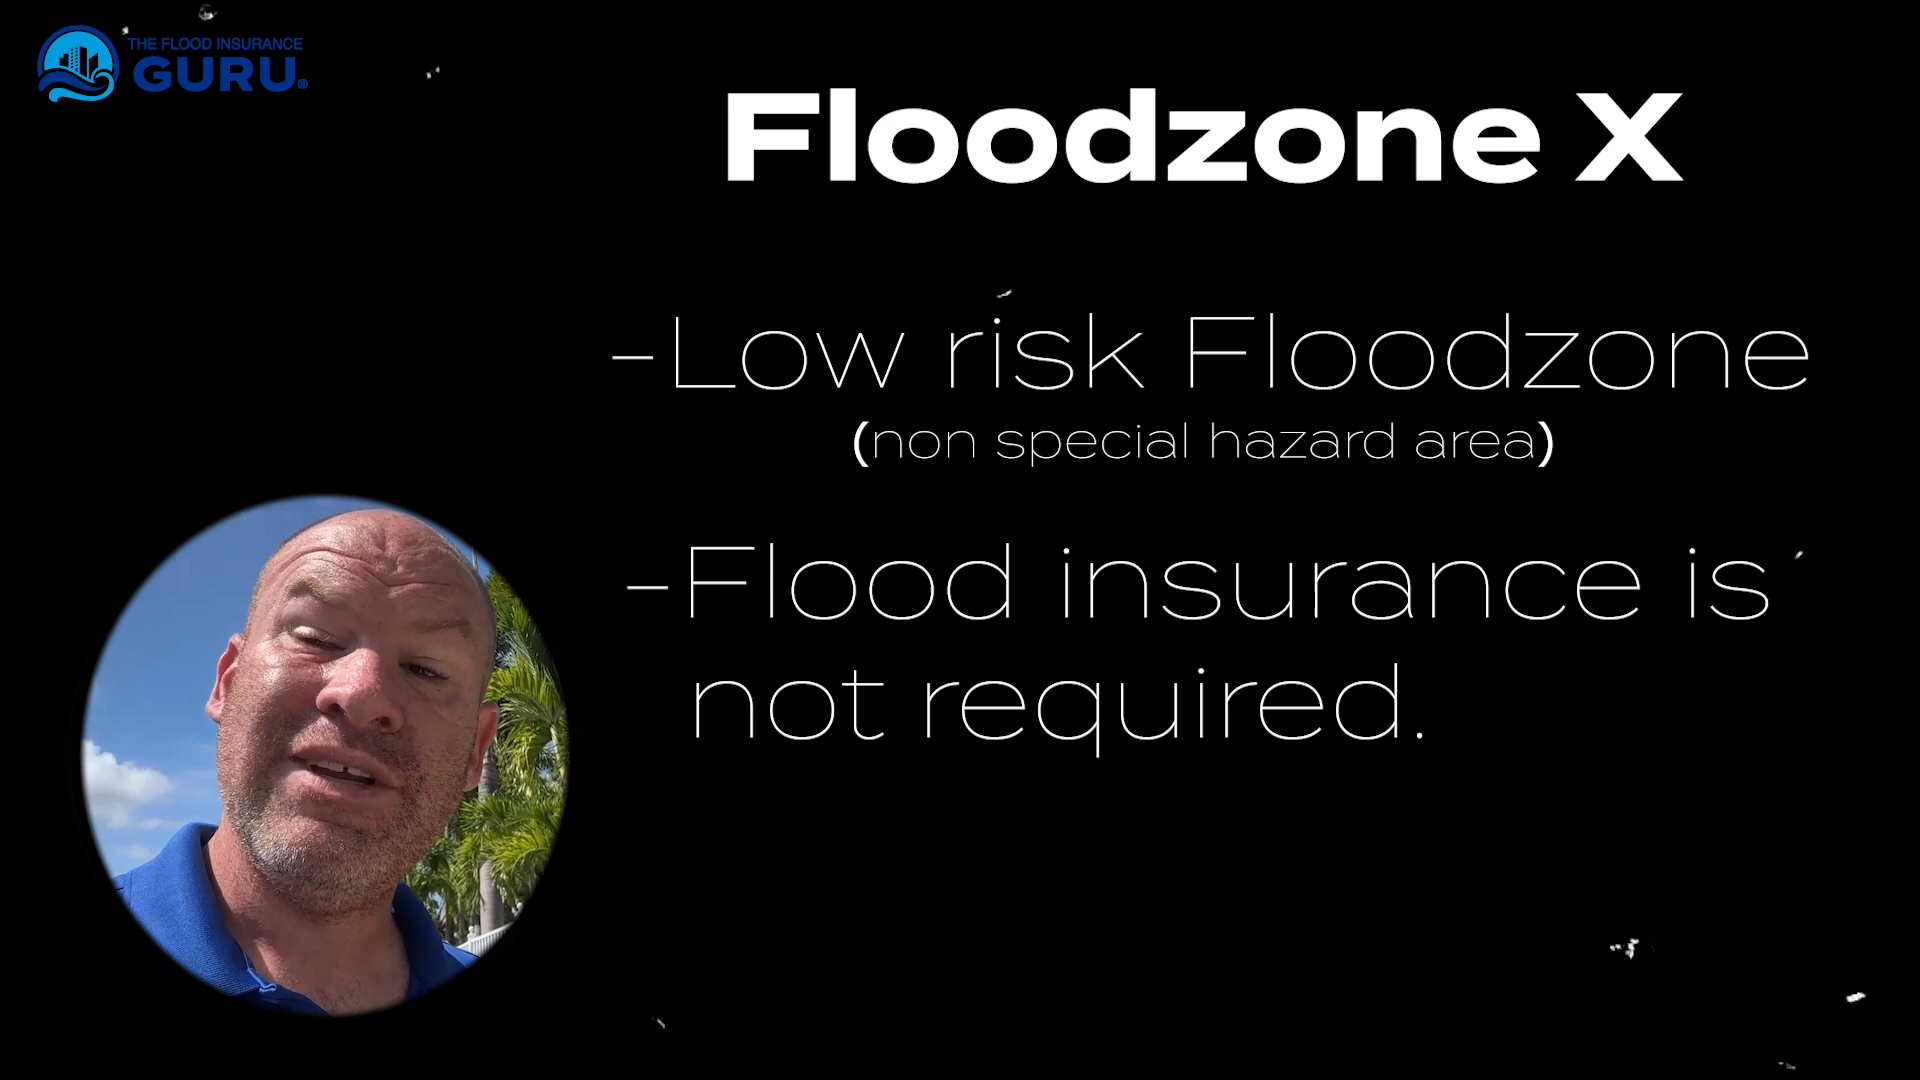 THE FLOOD INSURANCE
GURU®
Floodzone X
-Low risk Floodzone
(non special hazard area)
-Flood insurance is
not required.